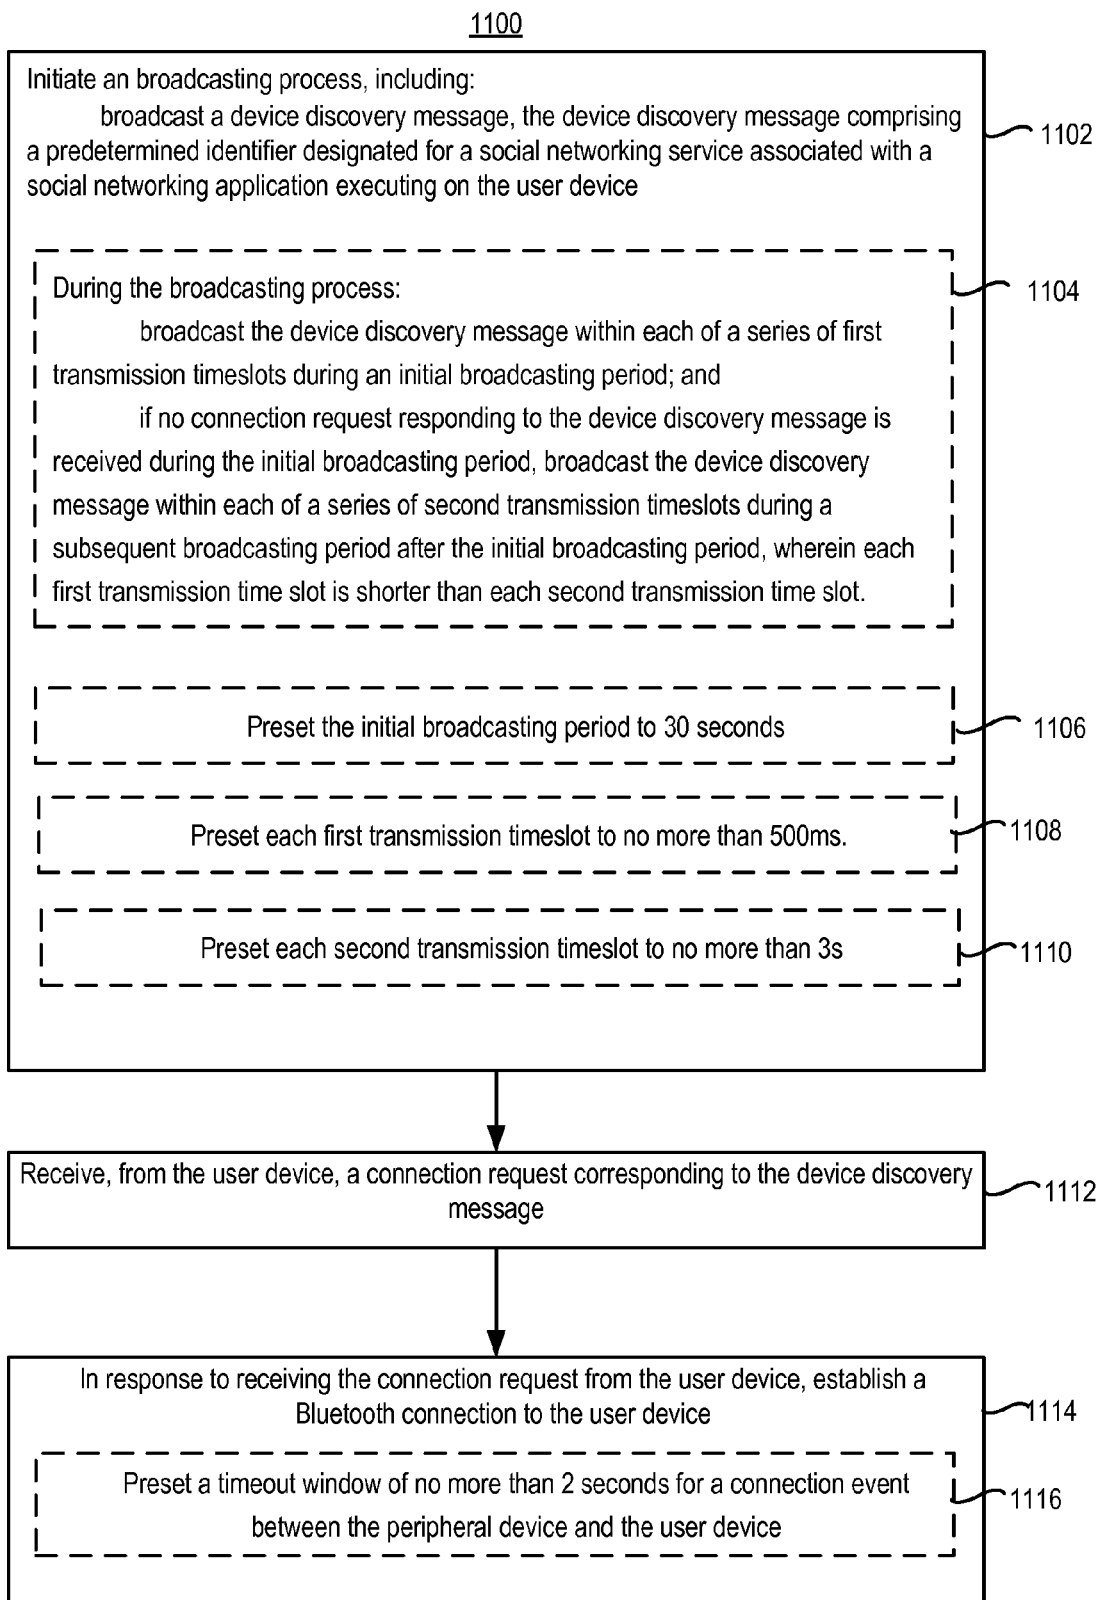 1100
Initiate an broadcasting process, including:
broadcast a device discovery message, the device discovery message comprising
a predetermined identifier designated for a social networking service associated with a
social networking application executing on the user device
1102
During the broadcasting process:
1104
broadcast the device discovery message within each of a series of first
transmission timeslots during an initial broadcasting period; and
if no connection request responding to the device discovery message is
received during the initial broadcasting period, broadcast the device discovery
message within each of a series of second transmission timeslots during a
subsequent broadcasting period after the initial broadcasting period, wherein each
first transmission time slot is shorter than each second transmission time slot.
Preset the initial broadcasting period to 30 seconds
1106
Preset each first transmission timeslot to no more than 500ms.
1108
Preset each second transmission timeslot to no more than 3s
1110
Receive, from the user device, a connection request corresponding to the device discovery
message
1112
In response to receiving the connection request from the user device, establish a
Bluetooth connection to the user device
1114
Preset a timeout window of no more than 2 seconds for a connection event
between the peripheral device and the user device
1116